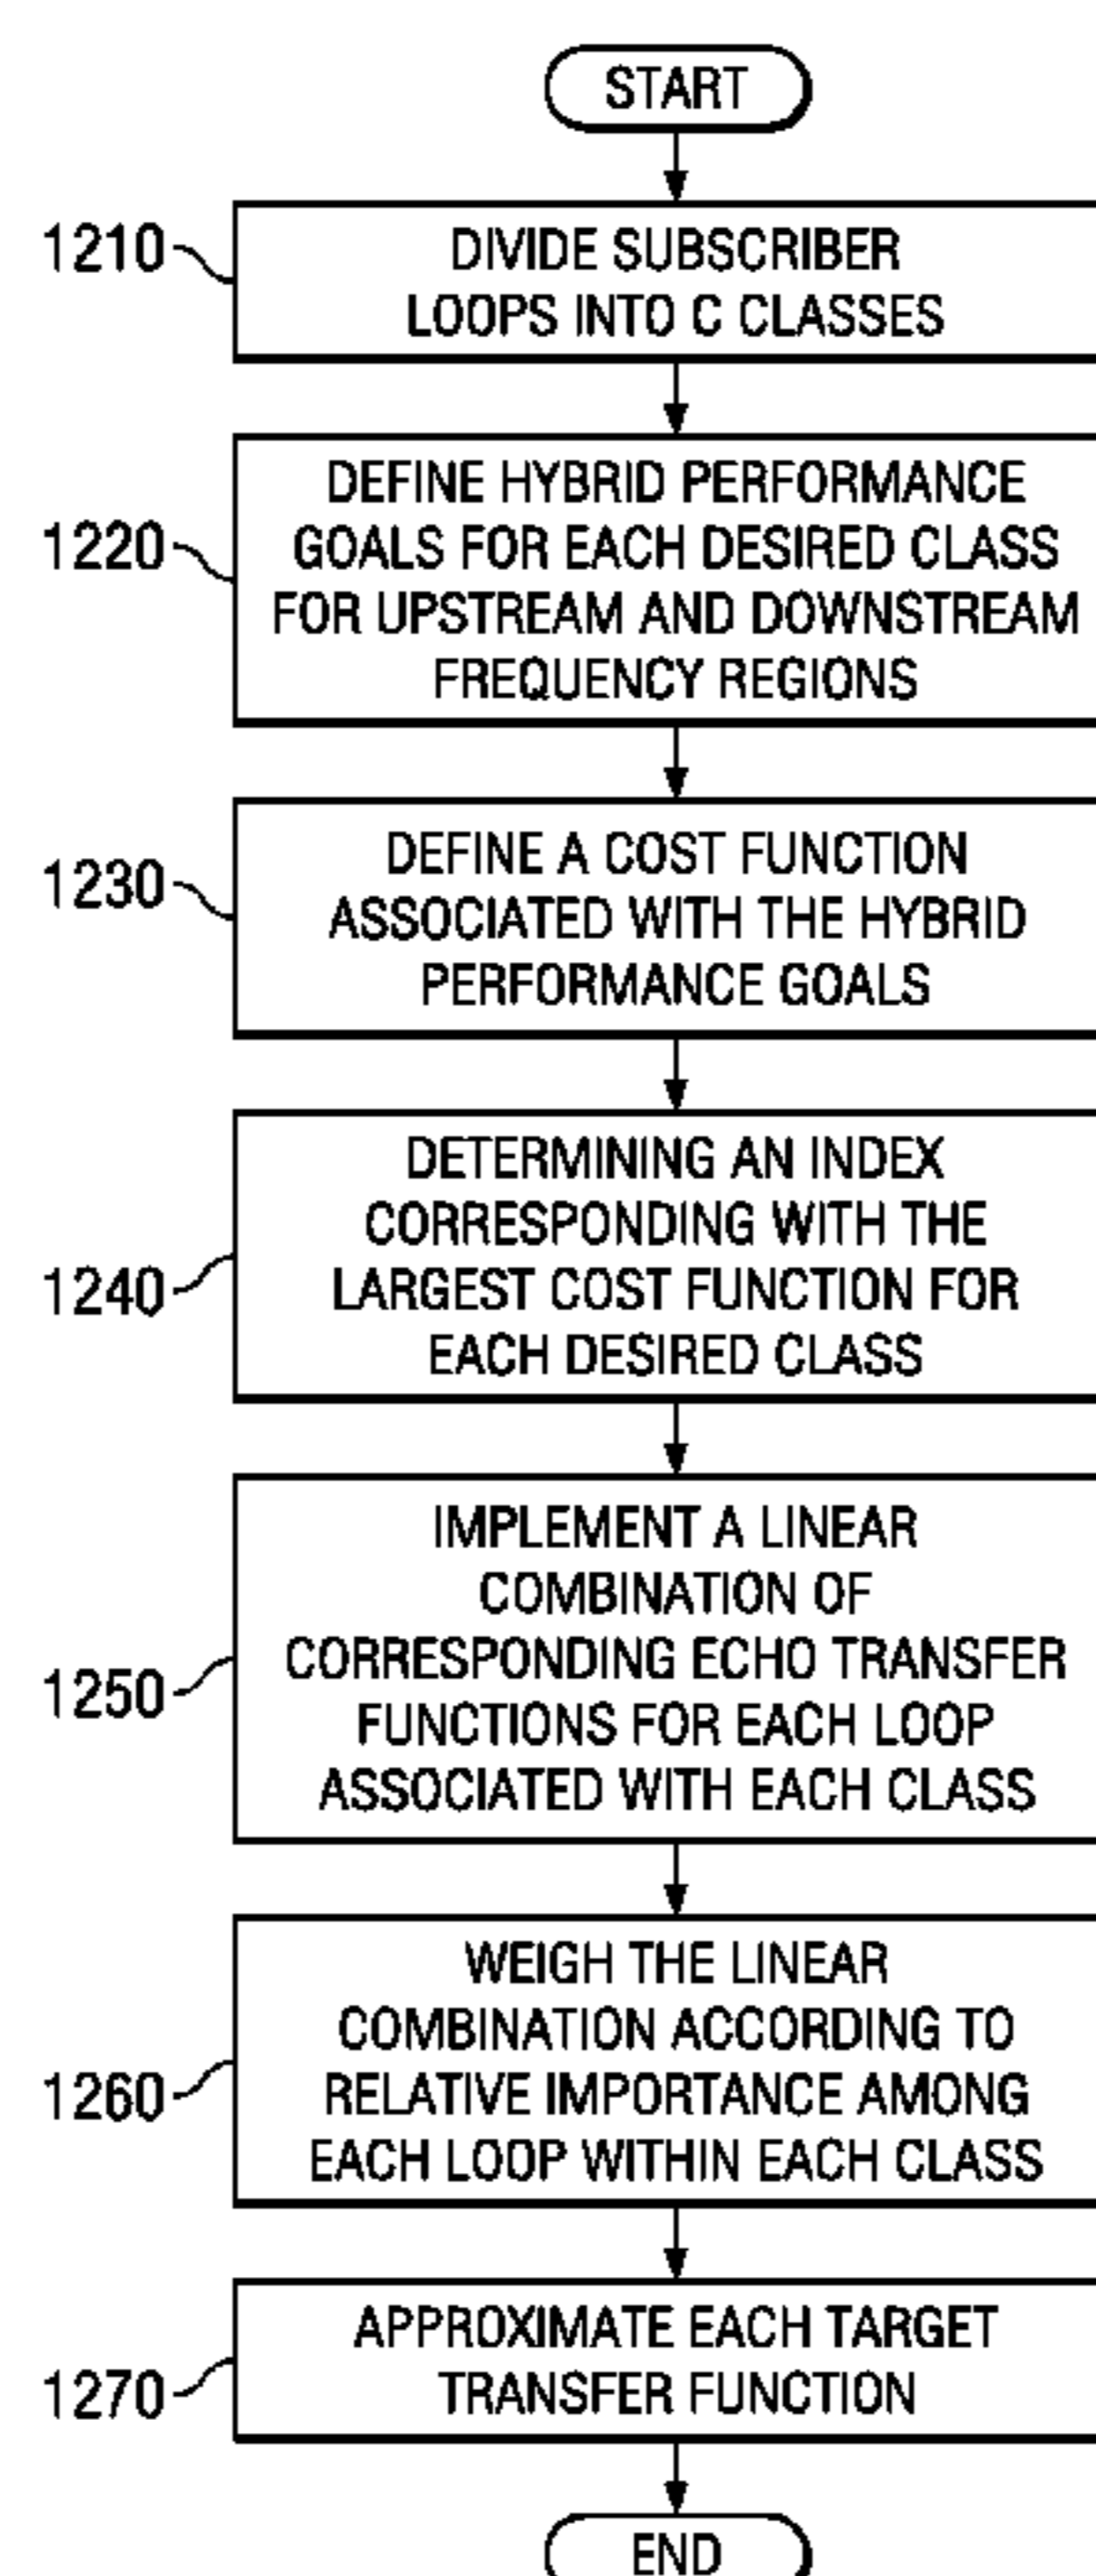 START
1210
DIVIDE SUBSCRIBER
LOOPS INTO C CLASSES
1220
DEFINE HYBRID PERFORMANCE
GOALS FOR EACH DESIRED CLASS
FOR UPSTREAM AND DOWNSTREAM
FREQUENCY REGIONS
1230
DEFINE A COST FUNCTION
ASSOCIATED WITH THE HYBRID
PERFORMANCE GOALS
1240
DETERMINING AN INDEX
CORRESPONDING WITH THE
LARGEST COST FUNCTION FOR
EACH DESIRED CLASS
1250
IMPLEMENT A LINEAR
COMBINATION OF
CORRESPONDING ECHO TRANSFER
FUNCTIONS FOR EACH LOOP
ASSOCIATED WITH EACH CLASS
1260
WEIGH THE LINEAR
COMBINATION ACCORDING TO
RELATIVE IMPORTANCE AMONG
EACH LOOP WITHIN EACH CLASS
1270
APPROXIMATE EACH TARGET
TRANSFER FUNCTION
END